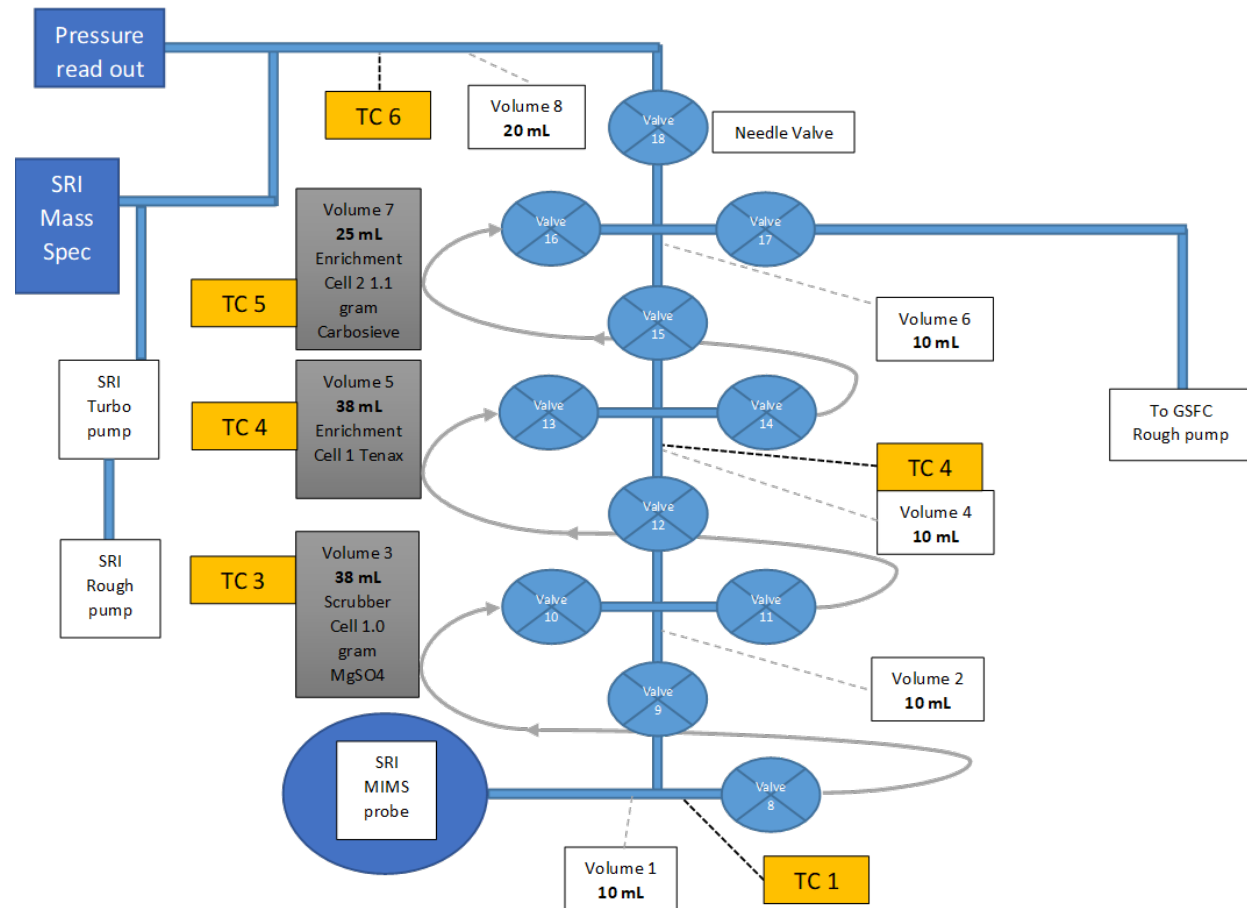 Pressure
read out
TC 6
Volume 8
20 mL
Valve
18
Needle Valve
SRI
Mass
Spec
Volume 7
25 mL
Enrichment
Cell 2 1.1
gram
Carbosieve
Valve
16
Valve
17
TC 5
Valve
15
Volume 6
10 mL
SRI
Turbo
pump
Volume 5
38 mL
Enrichment
Cell 1 Tenax
TC 4
Valve
13
Valve
14
To GSFC
Rough pump
TC 4
Volume 4
10 mL
Valve
12
SRI
Rough
pump
TC 3
Volume 3
38 mL
Scrubber
Cell 1.0
gram
MgSO4
Valve
10
Valve
11
Volume 2
10 mL
Valve
9
SRI
MIMS
probe
Valve
8
Volume 1
10 mL
TC 1